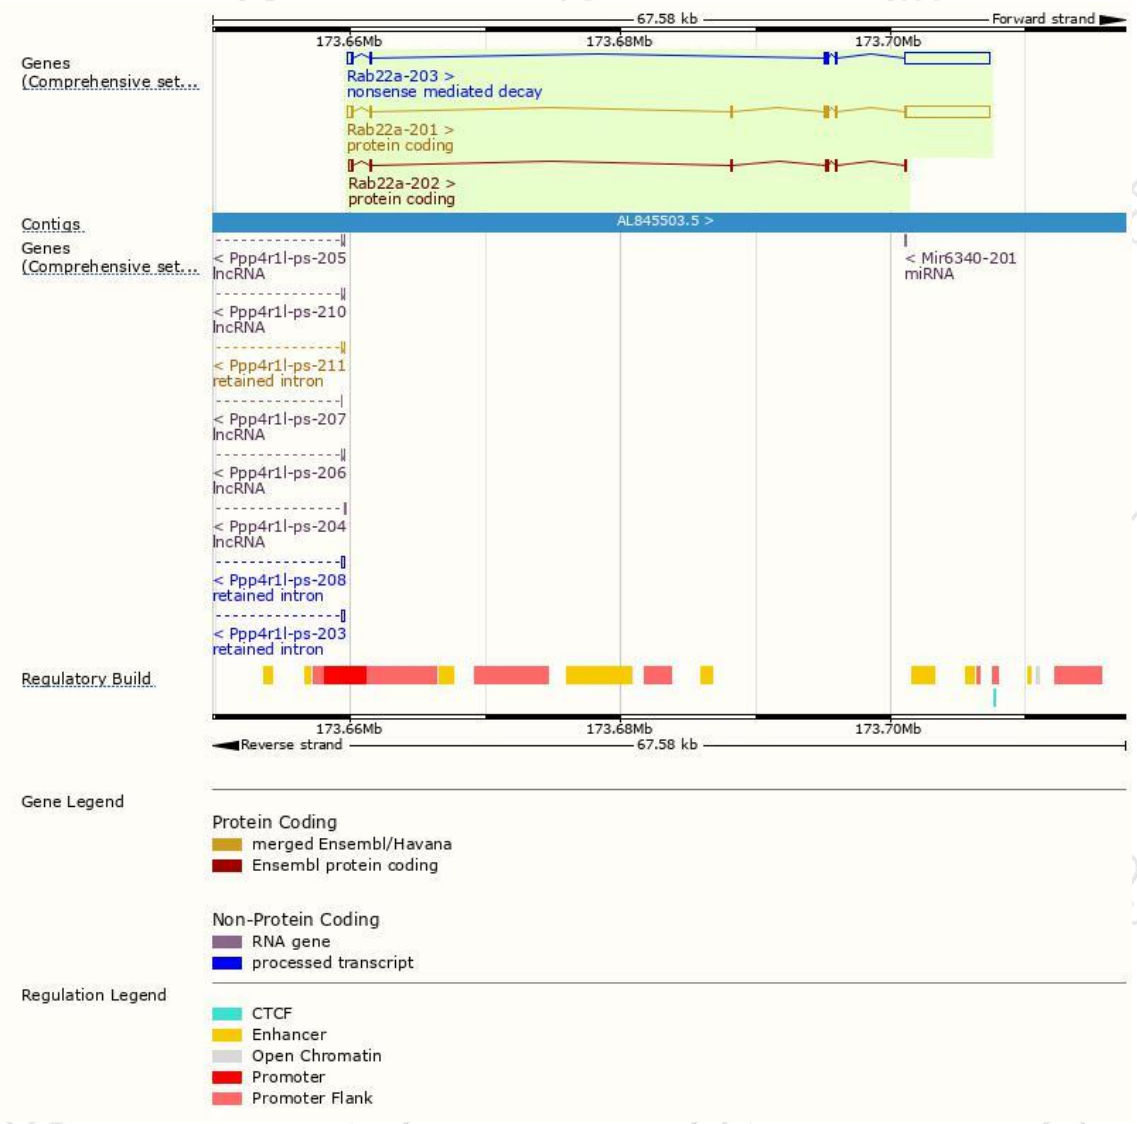 67.58 kb Forward strand
173.66Mb 173.68Mb 173.70Mb
Genes
(Comprehensive set...
Rab22a-203 >
nonsense mediated decay
Rab22a-201 >
protein coding
Rab22a-202 >
protein coding
Contigs AL845503.5 >
Genes
(Comprehensive set...
< Ppp4r1l-ps-205 < Mir6340-201
lncRNA miRNA
< Ppp4r1l-ps-210
lncRNA
< Ppp4r1l-ps-211
retained intron
< Ppp4r1l-ps-207
lncRNA
< Ppp4r1l-ps-206
lncRNA
< Ppp4r1l-ps-204
lncRNA
< Ppp4r1l-ps-208
retained intron
< Ppp4r1l-ps-203
retained intron
Regulatory Build
173.66Mb 173.68Mb 173.70Mb
Reverse strand 67.58 kb
Gene Legend
Protein Coding
merged Ensembl/Havana
Ensembl protein coding
Non-Protein Coding
RNA gene
processed transcript
Regulation Legend
CTCF
Enhancer
Open Chromatin
Promoter
Promoter Flank